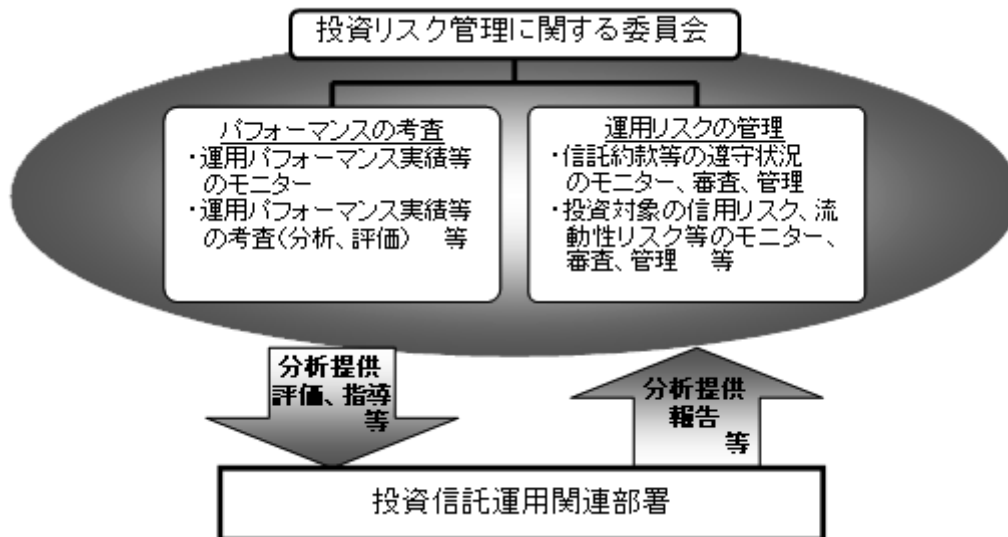 投資リスク管理に関する委員会
パフォーマンスの考査
・運用パフォーマンス実績等
のモニター
・運用パフォーマンス実績等
の考査(分析、評価) 等
運用リスクの管理
・信託約款等の遵守状況
のモニター、審査、管理
・投資対象の信用リスク、流
動性リスク等のモニター、
審査、管理 等
分析提供
評価、指導
等
分析提供
報告
等
投資信託運用関連部署